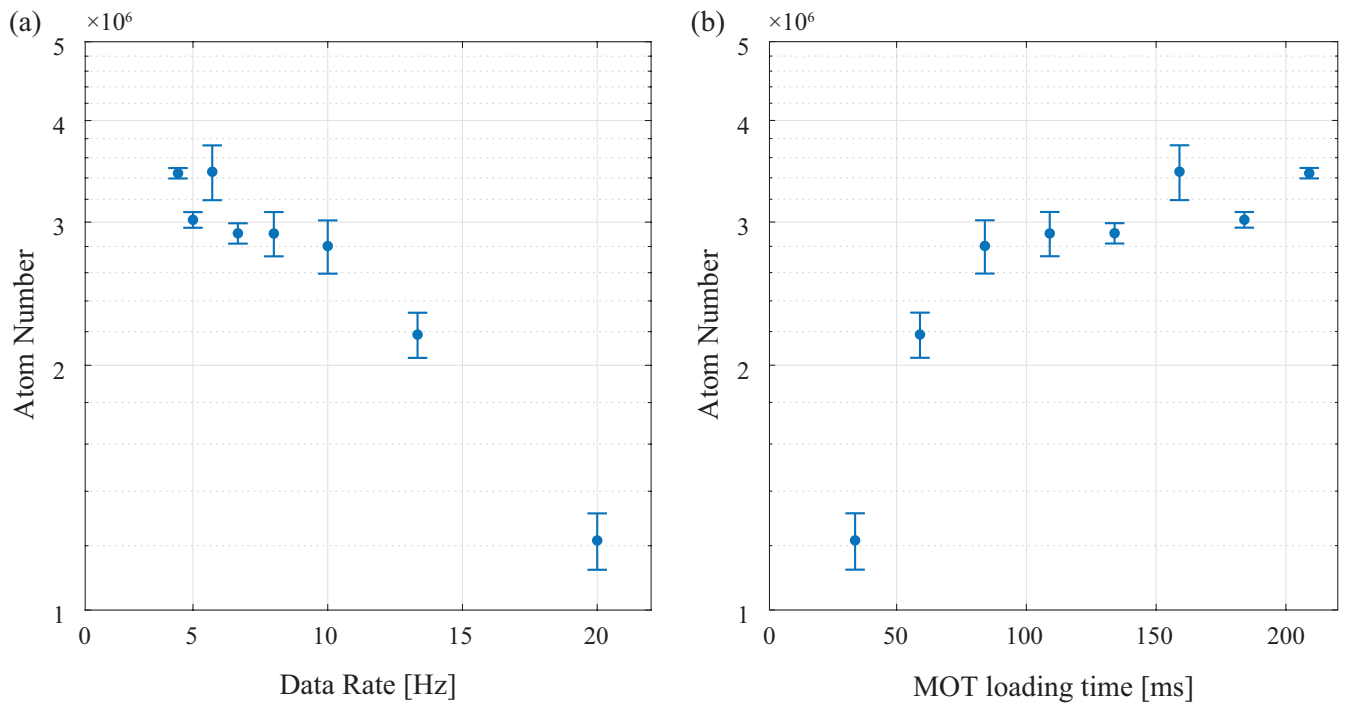 (a)
×10⁶
5
4
3
2
1
Atom Number
0 5 10 15 20
Data Rate [Hz]
(b)
×10⁶
5
4
3
2
1
Atom Number
0 50 100 150 200
MOT loading time [ms]